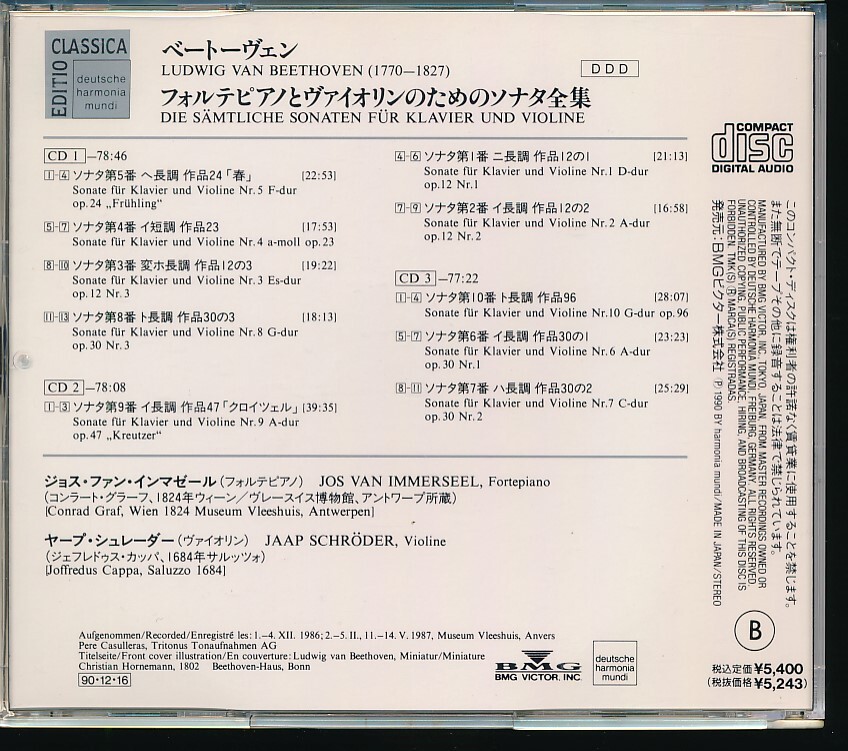 EDITIO CLASSICA
deutsche
harmonia
mundi
ベートーヴェン
LUDWIG VAN BEETHOVEN (1770—1827)
DDD
フォルテピアノとヴァイオリンのためのソナタ全集
DIE SÄMTLICHE SONATEN FÜR KLAVIER UND VIOLINE
CD 1 —78:46
1-4 ソナタ第5番 ヘ長調 作品24「春」 [22:53]
Sonate für Klavier und Violine Nr. 5 F-dur
op. 24 „Frühling“
5-7 ソナタ第4番 イ短調 作品23 [17:53]
Sonate für Klavier und Violine Nr. 4 a-moll op. 23
8-10 ソナタ第3番 変ホ長調 作品12の3 [19:22]
Sonate für Klavier und Violine Nr. 3 Es-dur
op. 12 Nr. 3
11-13 ソナタ第8番 ト長調 作品30の3 [18:13]
Sonate für Klavier und Violine Nr. 8 G-dur
op. 30 Nr. 3
CD 2 —78:08
1-3 ソナタ第9番 イ長調 作品47「クロイツェル」 [39:35]
Sonate für Klavier und Violine Nr. 9 A-dur
op. 47 „Kreutzer“
4-6 ソナタ第1番 ニ長調 作品12の1 [21:13]
Sonate für Klavier und Violine Nr. 1 D-dur
op. 12 Nr. 1
7-9 ソナタ第2番 イ長調 作品12の2 [16:58]
Sonate für Klavier und Violine Nr. 2 A-dur
op. 12 Nr. 2
CD 3 —77:22
1-4 ソナタ第10番 ト長調 作品96 [28:07]
Sonate für Klavier und Violine Nr. 10 G-dur op. 96
5-7 ソナタ第6番 イ長調 作品30の1 [23:23]
Sonate für Klavier und Violine Nr. 6 A-dur
op. 30 Nr. 1
8-11 ソナタ第7番 ハ長調 作品30の2 [25:29]
Sonate für Klavier und Violine Nr. 7 C-dur
op. 30 Nr. 2
ジョス・ファン・インマゼール (フォルテピアノ) JOS VAN IMMERSEEL, Fortepiano
(コンラート・グラーフ、1824年ウィーン／ヴレースイス博物館、アントワープ所蔵)
[Conrad Graf, Wien 1824 Museum Vleeshuis, Antwerpen]
ヤープ・シュレーダー (ヴァイオリン) JAAP SCHRÖDER, Violine
(ジェフレドゥス・カッパ、1684年サルッツォ)
[Joffredus Cappa, Saluzzo 1684]
Aufgenommen/Recorded/Enregistré les: 1.—4. XII. 1986; 2.—5. II., 11.—14. V. 1987, Museum Vleeshuis, Anvers
Pere Casulleras, Tritonus Tonaufnahmen AG
Titelseite/Front cover illustration/En couverture: Ludwig van Beethoven, Miniatur/Miniature
Christian Hornemann, 1802 Beethoven-Haus, Bonn
90・12・16
BMG
BMG VICTOR, INC.
deutsche
harmonia
mundi
COMPACT
disc
DIGITAL AUDIO
このコンパクト・ディスクは権利者の許諾なく賃貸業に使用することを禁じます。
また無断でテープその他に録音することは法律で禁じられています。
MANUFACTURED BY BMG VICTOR, INC., TOKYO, JAPAN, FROM MASTER RECORDINGS OWNED OR
CONTROLLED BY DEUTSCHE HARMONIA MUNDI, FREIBURG, GERMANY. ALL RIGHTS RESERVED.
UNAUTHORIZED COPYING, PUBLIC PERFORMANCE, HIRING, AND BROADCASTING OF THIS DISC IS
FORBIDDEN. TMK(S) ® MARCA(S) REGISTRADAS.
発売元：BMGビクター株式会社 ℗ 1990 BY harmonia mundi/MADE IN JAPAN/STEREO
B
税込定価¥5,400
(税抜価格¥5,243)